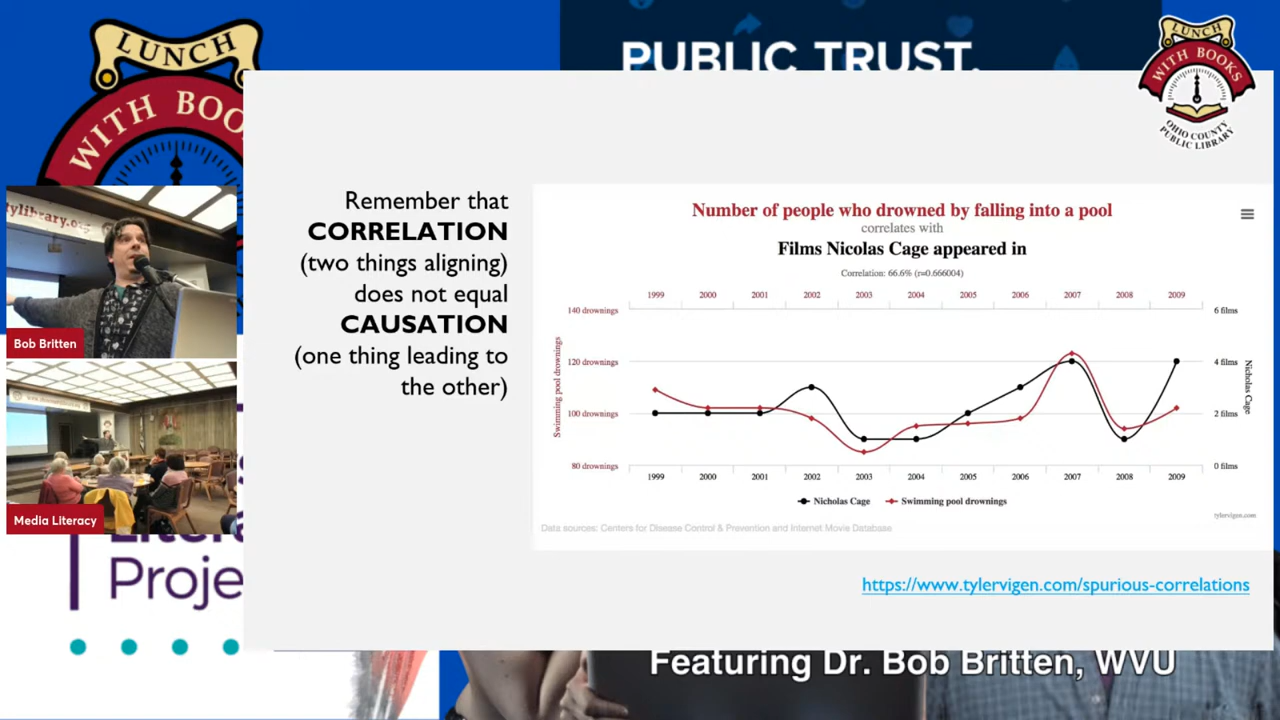 LUNCH
WITH BOO
PUBLIC TRUST.
LUNCH
WITH BOOKS
OHIO COUNTY
PUBLIC LIBRARY
tylibrary.org
Bob Britten
Media Literacy
Litera
Proje
Remember that
CORRELATION
(two things aligning)
does not equal
CAUSATION
(one thing leading to
the other)
Number of people who drowned by falling into a pool
correlates with
Films Nicolas Cage appeared in
Correlation: 66.6% (r=0.666004)
1999 2000 2001 2002 2003 2004 2005 2006 2007 2008 2009
140 drownings 6 films
120 drownings 4 films
100 drownings 2 films
80 drownings 0 films
Swimming pool drownings
Nicholas Cage
1999 2000 2001 2002 2003 2004 2005 2006 2007 2008 2009
Nicholas Cage Swimming pool drownings
tylervigen.com
Data sources: Centers for Disease Control & Prevention and Internet Movie Database
https://www.tylervigen.com/spurious-correlations
Featuring Dr. Bob Britten, WVU